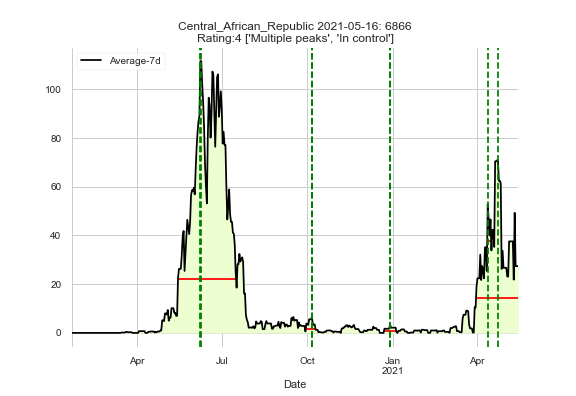 Central_African_Republic 2021-05-16: 6866
Rating:4 ['Multiple peaks', 'In control']
Average-7d
100
80
60
40
20
0
Apr
Jul
Oct
Jan
2021
Apr
Date